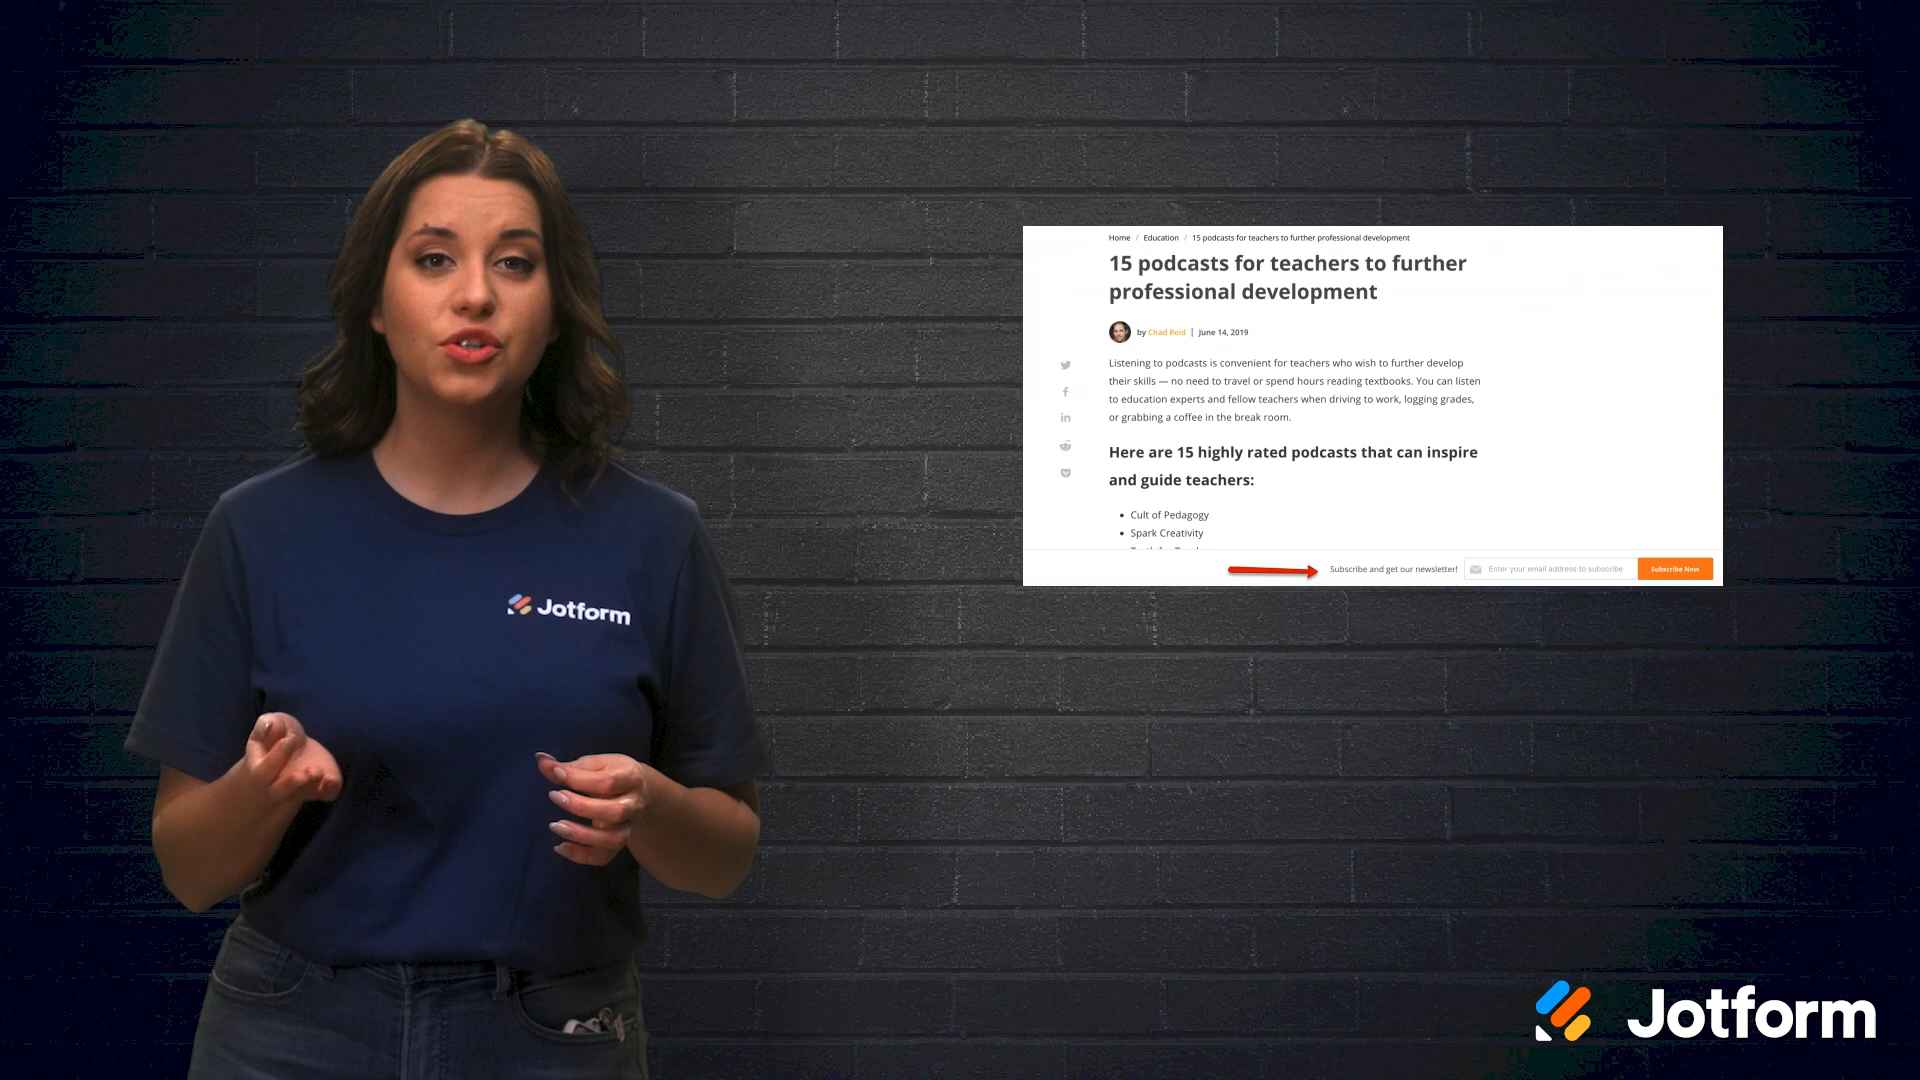 Home / Education / 15 podcasts for teachers to further professional development
15 podcasts for teachers to further
professional development
by Chad Reid | June 14, 2019
Listening to podcasts is convenient for teachers who wish to further develop
their skills — no need to travel or spend hours reading textbooks. You can listen
to education experts and fellow teachers when driving to work, logging grades,
or grabbing a coffee in the break room.
Here are 15 highly rated podcasts that can inspire
and guide teachers:
• Cult of Pedagogy
• Spark Creativity
Subscribe and get our newsletter! Enter your email address to subscribe Subscribe Now
Jotform
Jotform